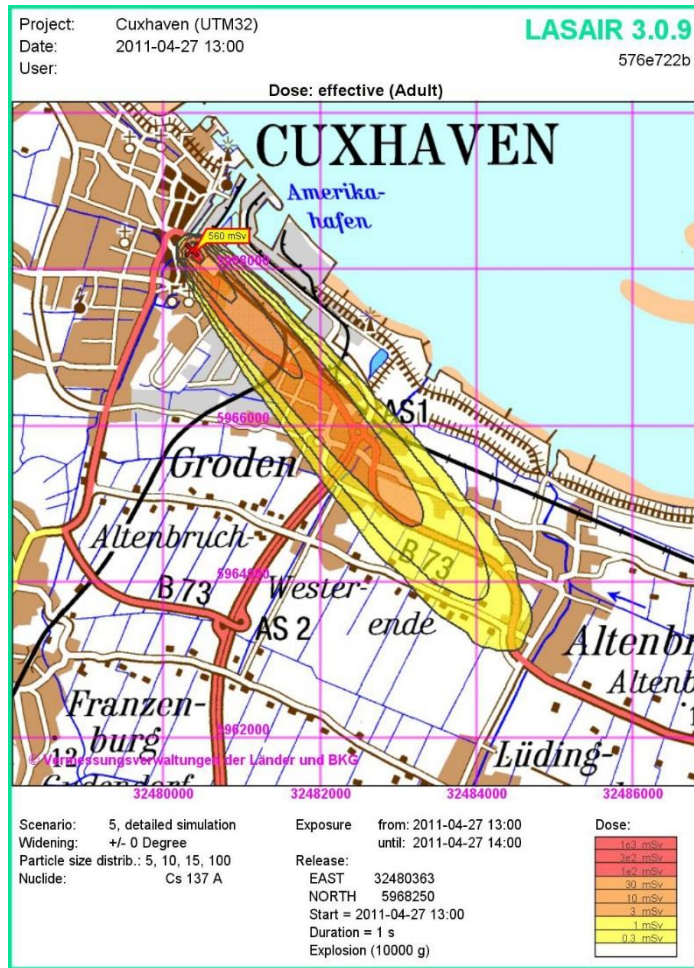 Project: Cuxhaven (UTM32)
LASAIR 3.0.9
Date: 2011-04-27 13:00
576e722b
User:
Dose: effective (Adult)
CUXHAVEN
Amerika-
hafen
560 mSv
5966000
AS1
Groden
Altenbruch-
B 73
B 73
Wester-
AS 2
ende
Altenbr
Altenb
Franzen-
burg
5962000
Lüding-
© Vermessungsverwaltungen der Länder und BKG
32480000 32482000 32484000 32486000
Scenario: 5, detailed simulation
Widening: +/- 0 Degree
Particle size distrib.: 5, 10, 15, 100
Nuclide: Cs 137 A
Exposure from: 2011-04-27 13:00
until: 2011-04-27 14:00
Release:
EAST 32480363
NORTH 5968250
Start = 2011-04-27 13:00
Duration = 1 s
Explosion (10000 g)
Dose:
1e3 mSv
3e2 mSv
1e2 mSv
30 mSv
10 mSv
3 mSv
1 mSv
0.3 mSv